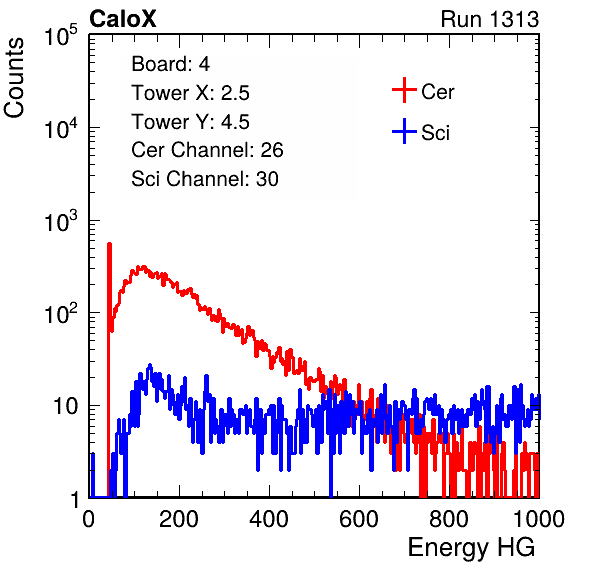 CaloX Run 1313
Counts
Board: 4
Tower X: 2.5
Tower Y: 4.5
Cer Channel: 26
Sci Channel: 30
Cer
Sci
10^5
10^4
10^3
10^2
10
1
0 200 400 600 800 1000
Energy HG